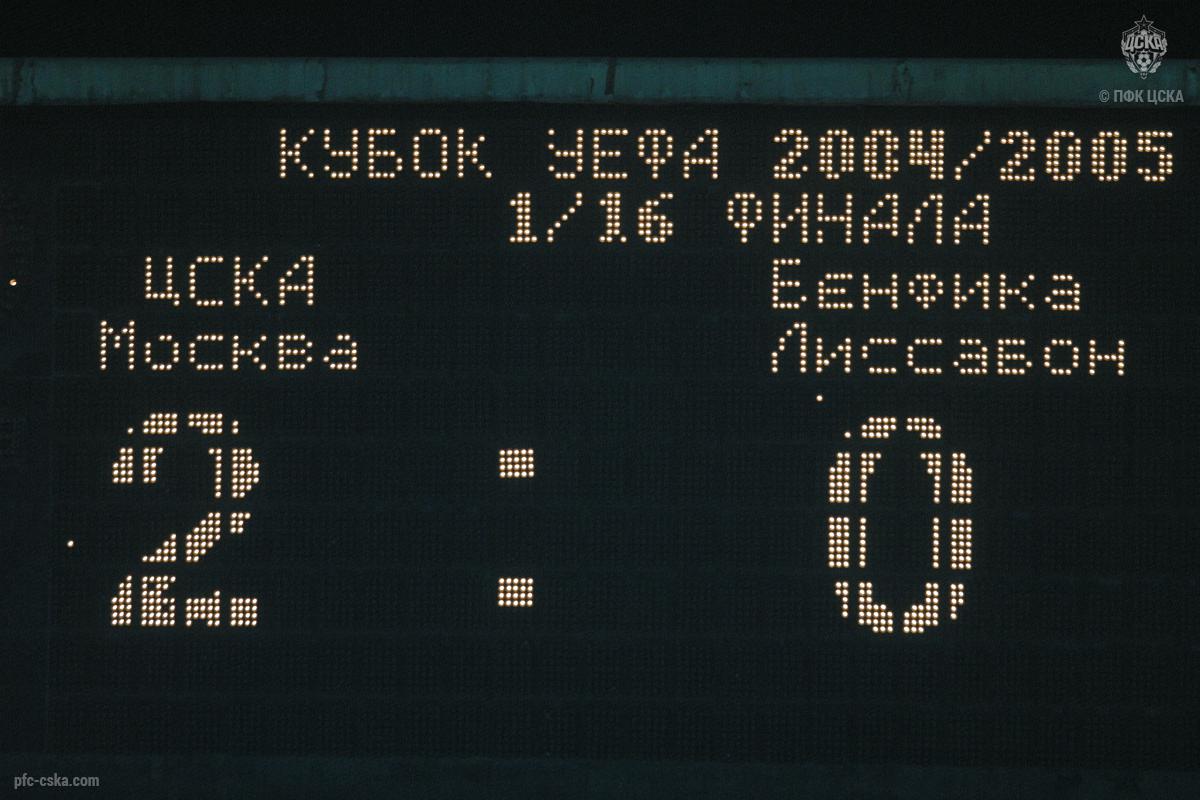 ЦСКА
© ПФК ЦСКА
КУБОК УЕФА 2004/2005
1/16 ФИНАЛА
ЦСКА Бенфика
Москва Лиссабон
2 : 0
pfc-cska.com